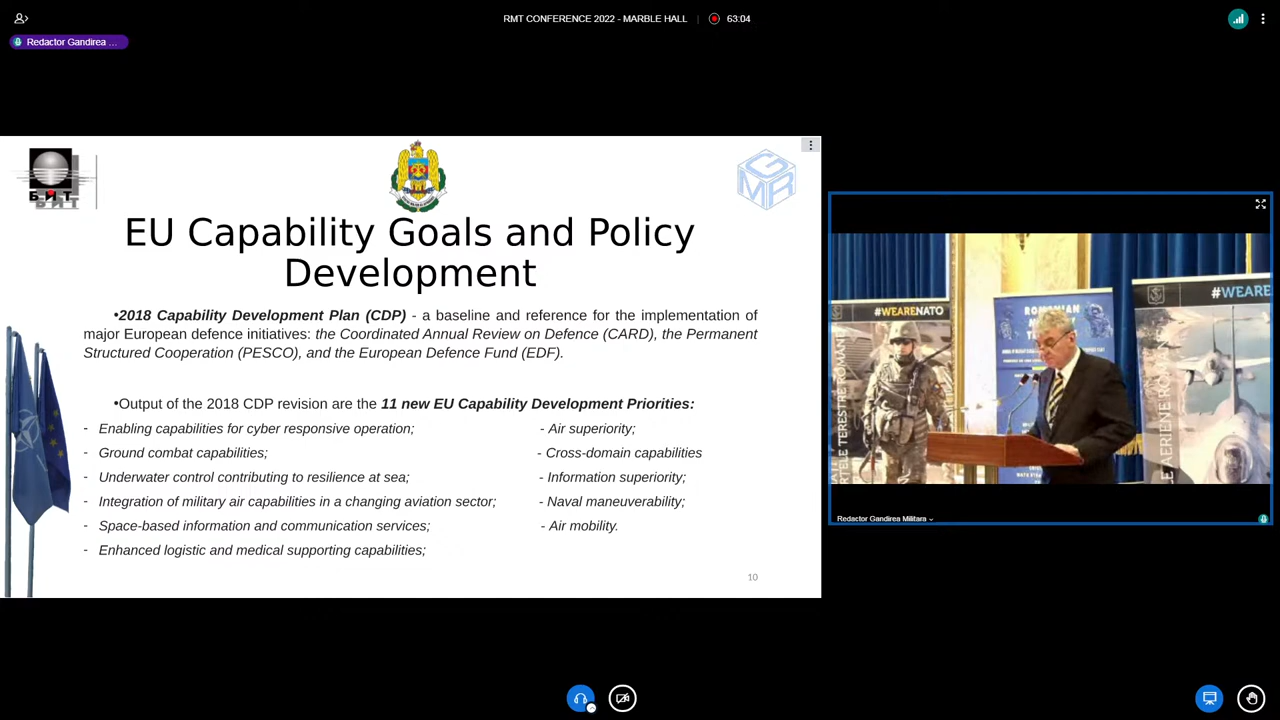 RMT CONFERENCE 2022 - MARBLE HALL
63:04
Redactor Gandirea ...
БИТ
GMR
EU Capability Goals and Policy
Development
•2018 Capability Development Plan (CDP) - a baseline and reference for the implementation of
major European defence initiatives: the Coordinated Annual Review on Defence (CARD), the Permanent
Structured Cooperation (PESCO), and the European Defence Fund (EDF).
•Output of the 2018 CDP revision are the 11 new EU Capability Development Priorities:
- Enabling capabilities for cyber responsive operation;
- Ground combat capabilities;
- Underwater control contributing to resilience at sea;
- Integration of military air capabilities in a changing aviation sector;
- Space-based information and communication services;
- Enhanced logistic and medical supporting capabilities;
- Air superiority;
- Cross-domain capabilities
- Information superiority;
- Naval maneuverability;
- Air mobility.
10
#WEARENATO
#WEARE
ROMANIAN
Redactor Gandirea Militara